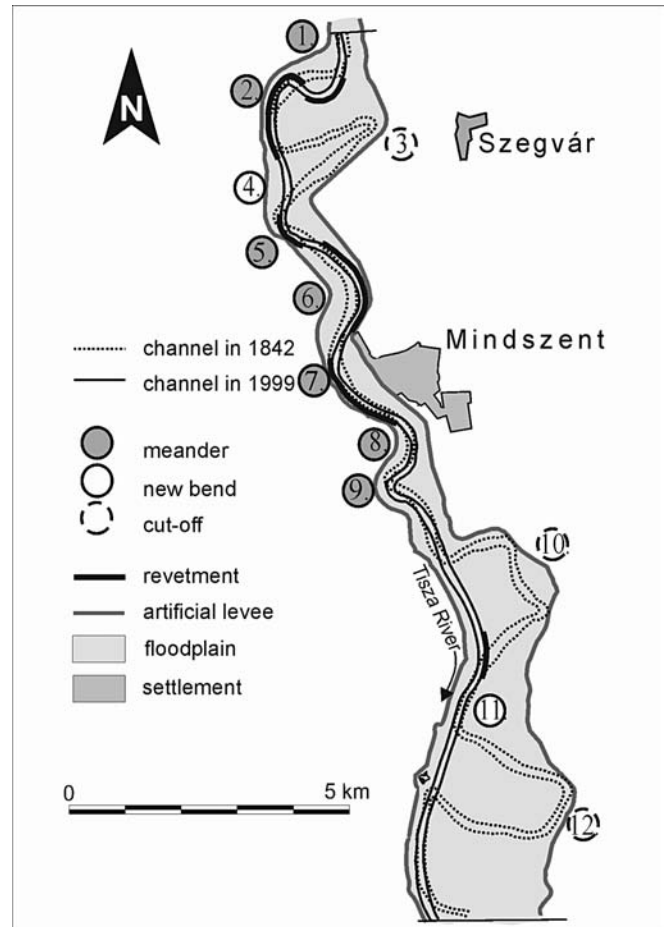 1.
2.
N
3
Szegvár
4.
5.
6.
Mindszent
channel in 1842
channel in 1999
7.
meander
8
new bend
9.
cut-off
10.
revetment
artificial levee
Tisza River
floodplain
settlement
11.
0
5 km
12.